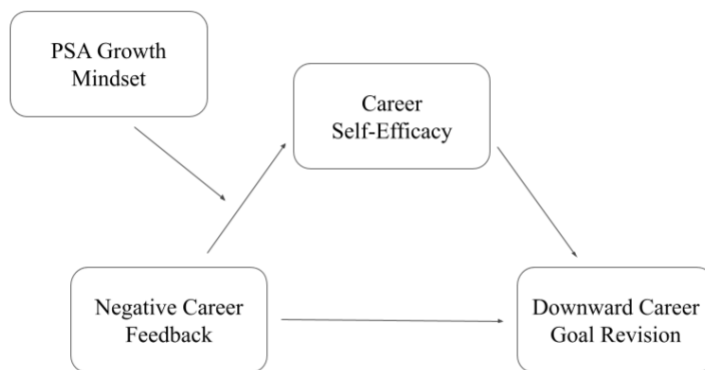 PSA Growth
Mindset
Career
Self-Efficacy
Negative Career
Feedback
Downward Career
Goal Revision